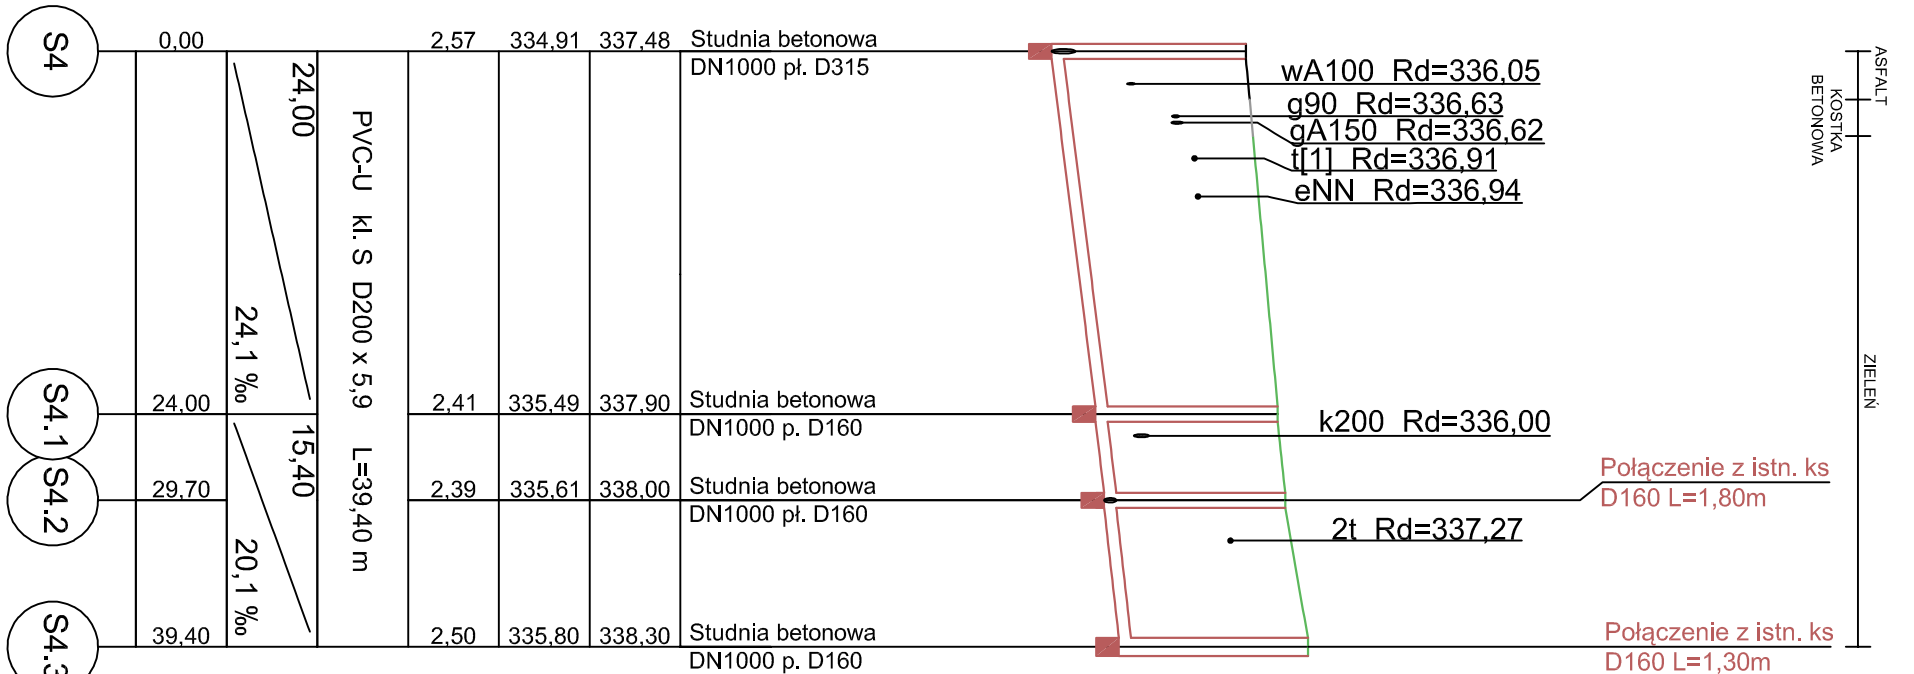 S4
0,00
24,00
24,1 ‰
PVC-U kl. S D200 x 5,9 L=39,40 m
2,57 334,91 337,48
Studnia betonowa
DN1000 pł. D315
wA100 Rd=336,05
g90 Rd=336,63
gA150 Rd=336,62
t[1] Rd=336,91
eNN Rd=336,94
ASFALT
KOSTKA
BETONOWA
ZIELEŃ
S4.1
24,00
15,40
20,1 ‰
2,41 335,49 337,90
Studnia betonowa
DN1000 p. D160
k200 Rd=336,00
S4.2
29,70
2,39 335,61 338,00
Studnia betonowa
DN1000 pł. D160
Połączenie z istn. ks
D160 L=1,80m
2t Rd=337,27
S4.3
39,40
2,50 335,80 338,30
Studnia betonowa
DN1000 p. D160
Połączenie z istn. ks
D160 L=1,30m